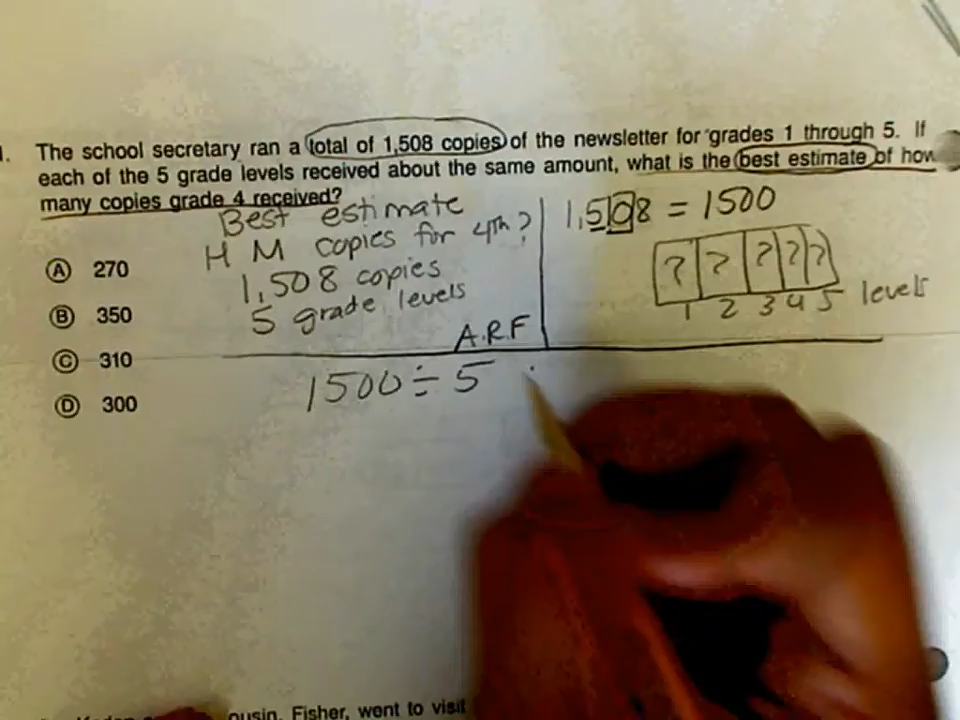 The school secretary ran a total of 1,508 copies of the newsletter for grades 1 through 5. If
each of the 5 grade levels received about the same amount, what is the best estimate of how
many copies grade 4 received?
Best estimate
H M copies for 4th?
1,508 copies
5 grade levels
A.R.F
1,508 = 1500
? ? ? ? ?
1 2 3 4 5 levels
A 270
B 350
C 310
D 300
1500 ÷ 5
ousin, Fisher, went to visit